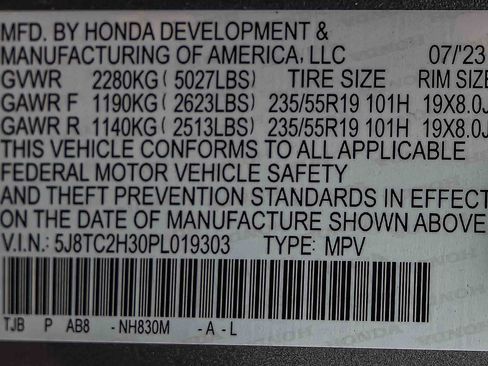 MFD. BY HONDA DEVELOPMENT &
MANUFACTURING OF AMERICA, LLC 07/'23
GVWR 2280KG ( 5027LBS) TIRE SIZE RIM SIZE
GAWR F 1190KG ( 2623LBS) 235/55R19 101H 19X8.0J
GAWR R 1140KG ( 2513LBS) 235/55R19 101H 19X8.0J
THIS VEHICLE CONFORMS TO ALL APPLICABLE
FEDERAL MOTOR VEHICLE SAFETY
AND THEFT PREVENTION STANDARDS IN EFFECT
ON THE DATE OF MANUFACTURE SHOWN ABOVE
V.I.N.: 5J8TC2H30PL019303 TYPE: MPV
TJB P AB8 -NH830M -A-L